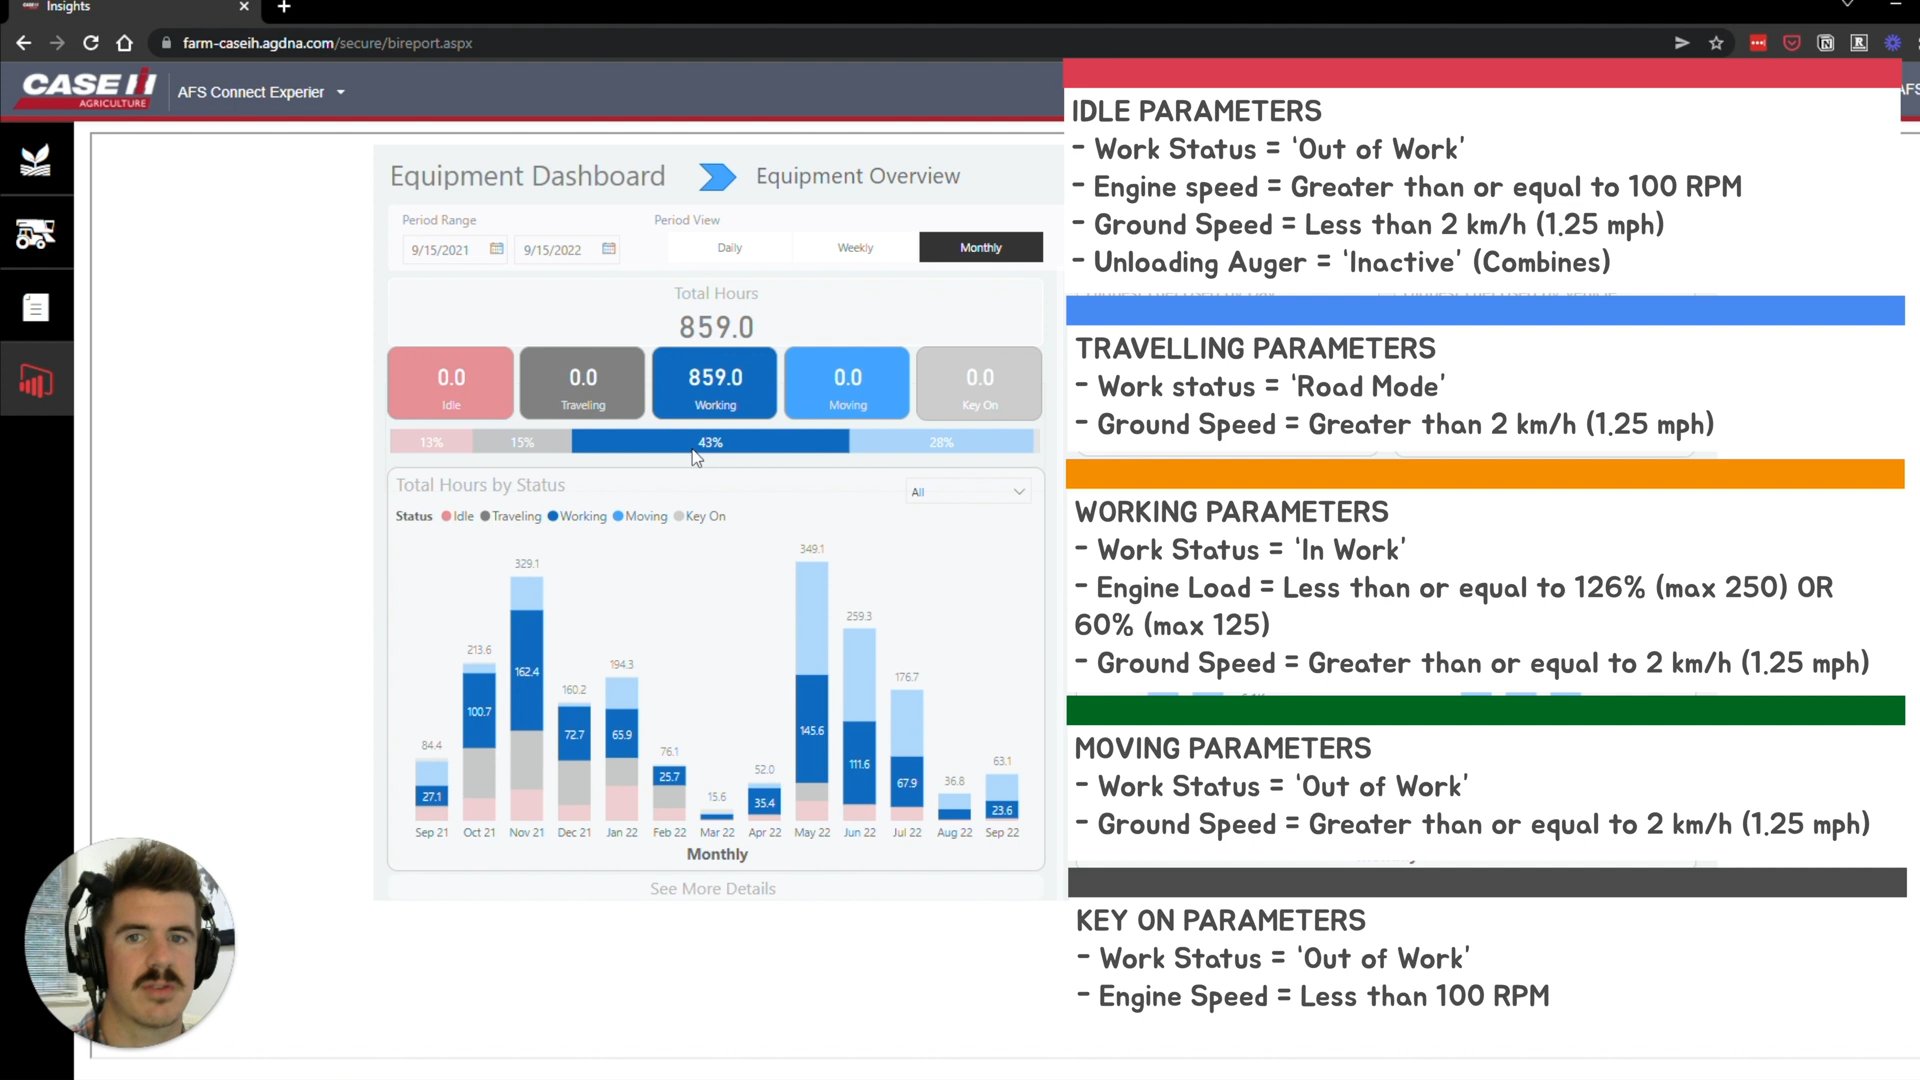 Insights
farm-caseih.agdna.com/secure/bireport.aspx
CASE IH
AGRICULTURE
AFS Connect Experier
AFS
Equipment Dashboard
Equipment Overview
Period Range
Period View
9/15/2021
9/15/2022
Daily
Weekly
Monthly
Total Hours
859.0
0.0
Idle
0.0
Traveling
859.0
Working
0.0
Moving
0.0
Key On
13%
15%
43%
28%
Total Hours by Status
All
Status Idle Traveling Working Moving Key On
349.1
329.1
259.3
213.6
194.3
176.7
160.2
162.4
84.4
100.7
72.7
65.9
76.1
25.7
15.6
52.0
35.4
145.6
111.6
67.9
36.8
63.1
27.1
23.6
Sep 21 Oct 21 Nov 21 Dec 21 Jan 22 Feb 22 Mar 22 Apr 22 May 22 Jun 22 Jul 22 Aug 22 Sep 22
Monthly
See More Details
IDLE PARAMETERS
- Work Status = 'Out of Work'
- Engine speed = Greater than or equal to 100 RPM
- Ground Speed = Less than 2 km/h (1.25 mph)
- Unloading Auger = 'Inactive' (Combines)
TRAVELLING PARAMETERS
- Work status = 'Road Mode'
- Ground Speed = Greater than 2 km/h (1.25 mph)
WORKING PARAMETERS
- Work Status = 'In Work'
- Engine Load = Less than or equal to 126% (max 250) OR
60% (max 125)
- Ground Speed = Greater than or equal to 2 km/h (1.25 mph)
MOVING PARAMETERS
- Work Status = 'Out of Work'
- Ground Speed = Greater than or equal to 2 km/h (1.25 mph)
KEY ON PARAMETERS
- Work Status = 'Out of Work'
- Engine Speed = Less than 100 RPM